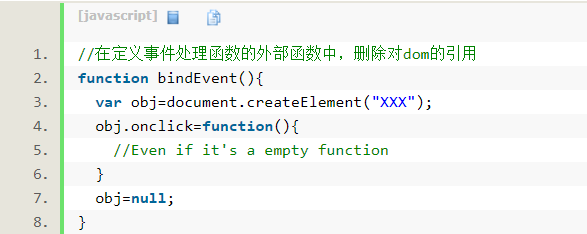 [javascript]
1. //在定义事件处理函数的外部函数中，删除对dom的引用
2. function bindEvent(){
3.   var obj=document.createElement("XXX");
4.   obj.onclick=function(){
5.     //Even if it's a empty function
6.   }
7.   obj=null;
8. }